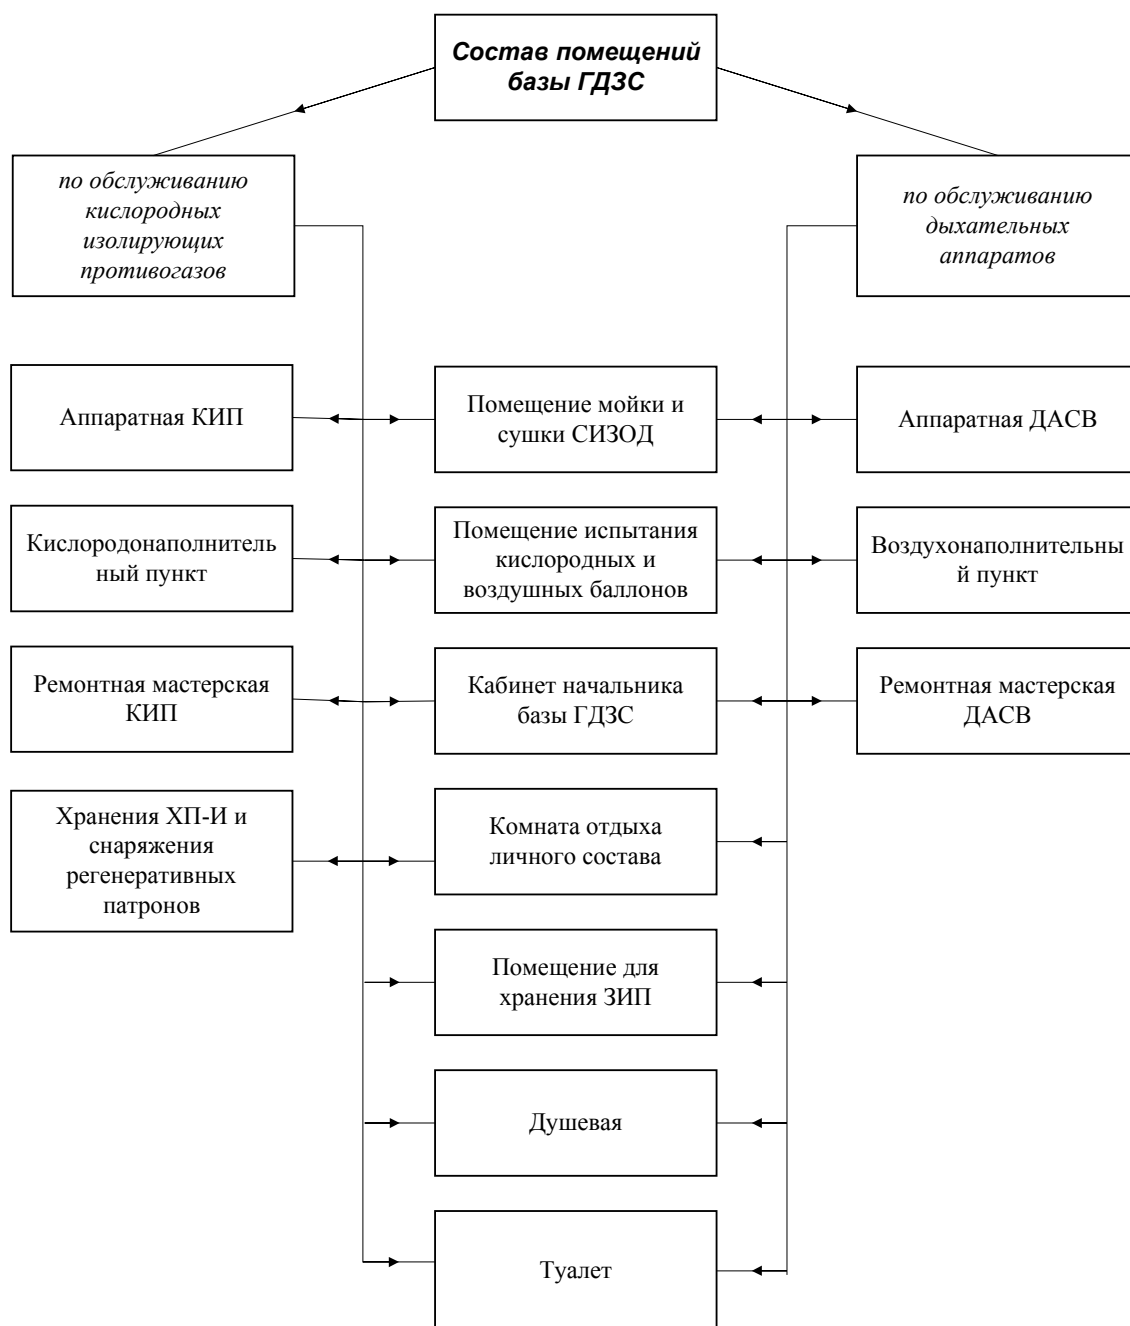 Состав помещений
базы ГДЗС
по обслуживанию
кислородных
изолирующих
противогазов
по обслуживанию
дыхательных
аппаратов
Аппаратная КИП
Помещение мойки и
сушки СИЗОД
Аппаратная ДАСВ
Кислородонаполнитель
ный пункт
Помещение испытания
кислородных и
воздушных баллонов
Воздухонаполнительны
й пункт
Ремонтная мастерская
КИП
Кабинет начальника
базы ГДЗС
Ремонтная мастерская
ДАСВ
Хранения ХП-И и
снаряжения
регенеративных
патронов
Комната отдыха
личного состава
Помещение для
хранения ЗИП
Душевая
Туалет